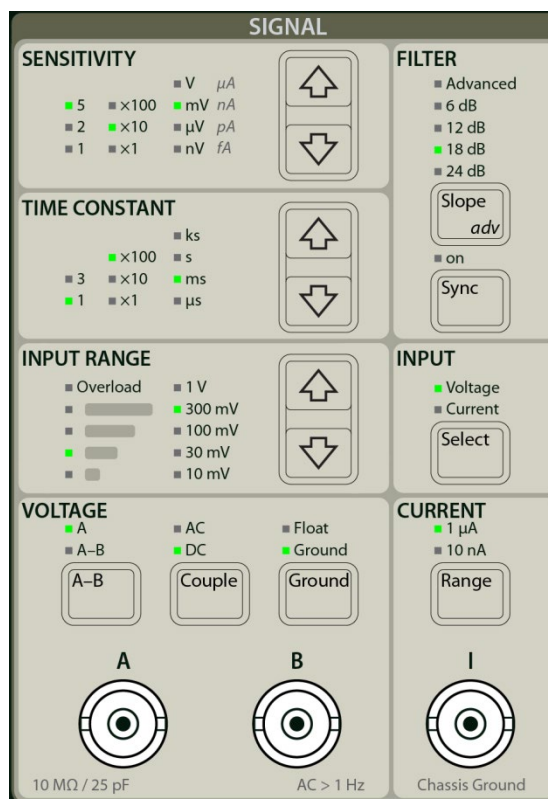 SIGNAL
SENSITIVITY
V μA
5 ×100 mV nA
2 ×10 μV pA
1 ×1 nV fA
FILTER
Advanced
6 dB
12 dB
18 dB
24 dB
Slope
adv
on
Sync
TIME CONSTANT
ks
×100 s
3 ×10 ms
1 ×1 μs
INPUT RANGE
Overload 1 V
300 mV
100 mV
30 mV
10 mV
INPUT
Voltage
Current
Select
VOLTAGE
A AC Float
A–B DC Ground
A–B Couple Ground
A B
10 MΩ / 25 pF AC > 1 Hz
CURRENT
1 μA
10 nA
Range
I
Chassis Ground